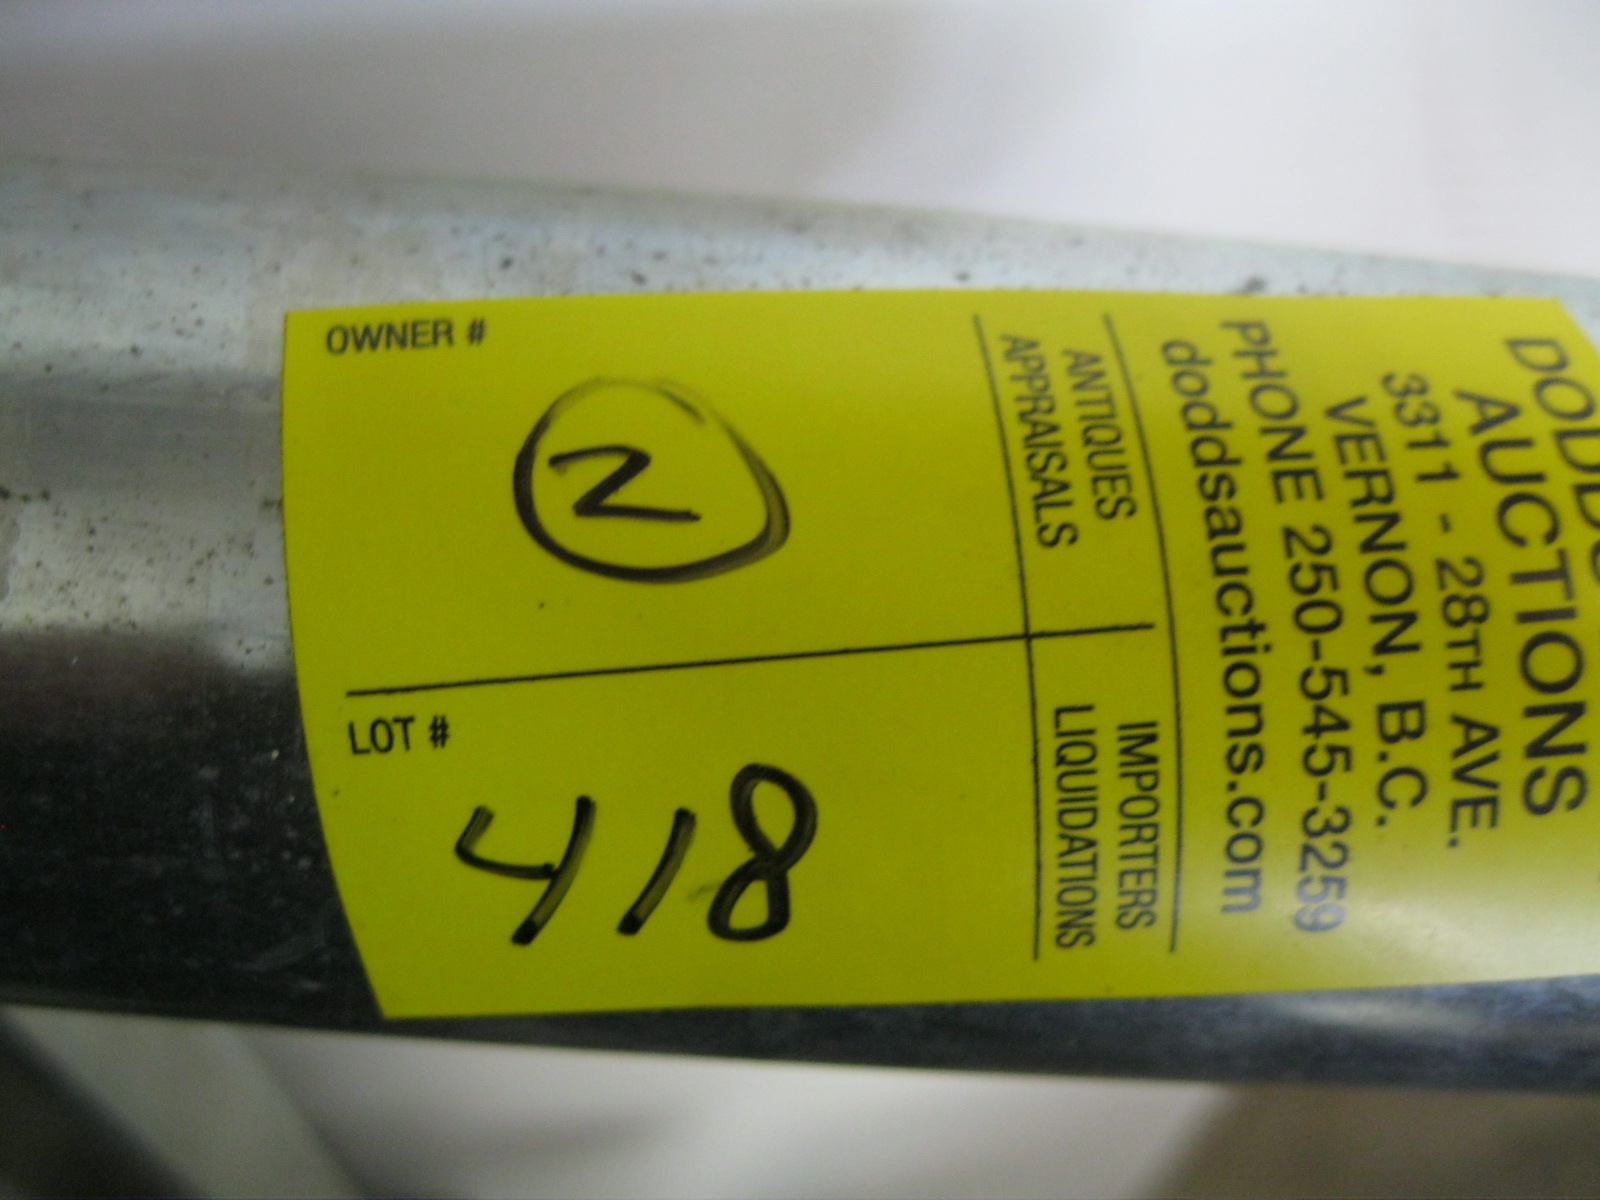 DODDS
AUCTIONS
3311 - 28TH AVE.
VERNON, B.C.
PHONE 250-545-3259
doddsauctions.com
ANTIQUES
APPRAISALS
IMPORTERS
LIQUIDATIONS
OWNER #
2
LOT #
418